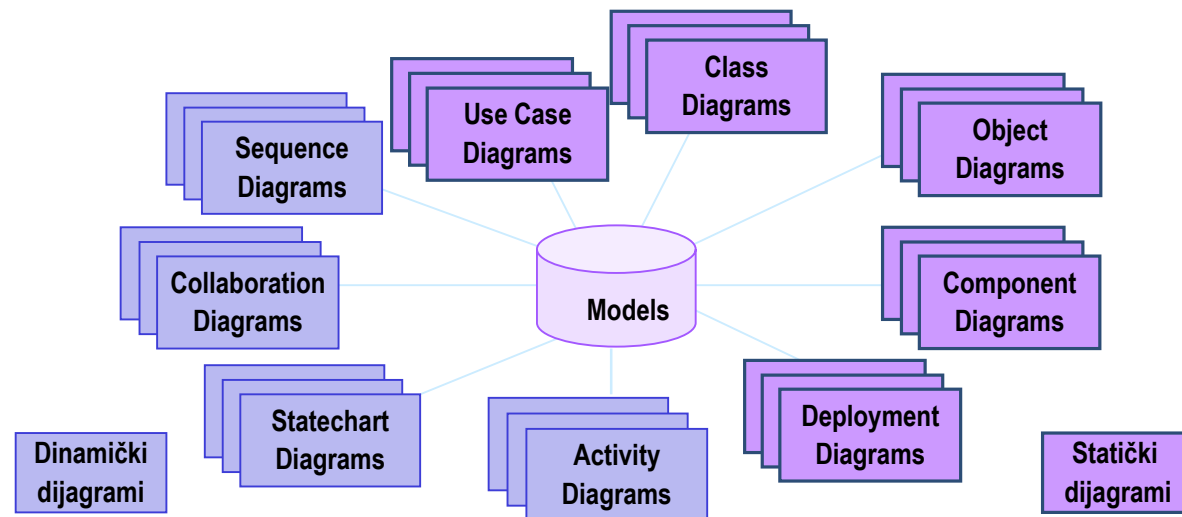 Class
Diagrams
Use Case
Diagrams
Object
Diagrams
Sequence
Diagrams
Collaboration
Diagrams
Component
Diagrams
Models
Statechart
Diagrams
Deployment
Diagrams
Activity
Diagrams
Dinamički
dijagrami
Statički
dijagrami